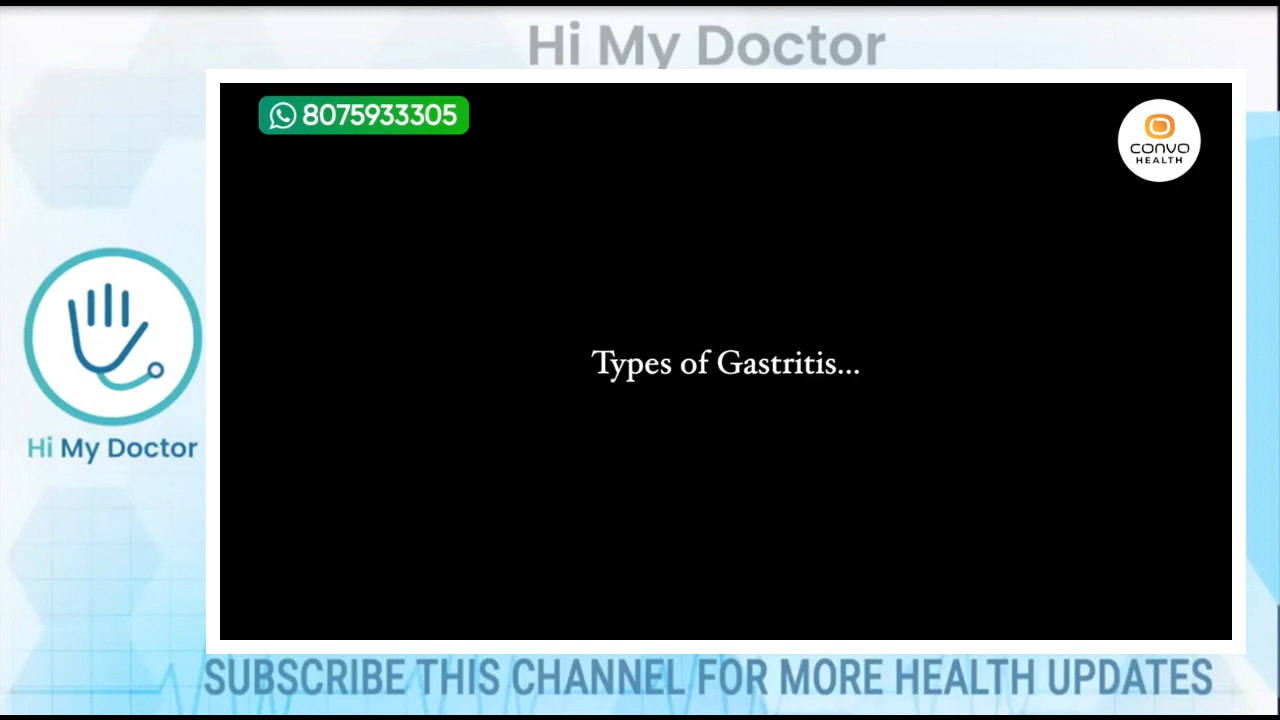 Hi My Doctor
8075933305
CONVO
HEALTH
Types of Gastritis...
Hi My Doctor
SUBSCRIBE THIS CHANNEL FOR MORE HEALTH UPDATES